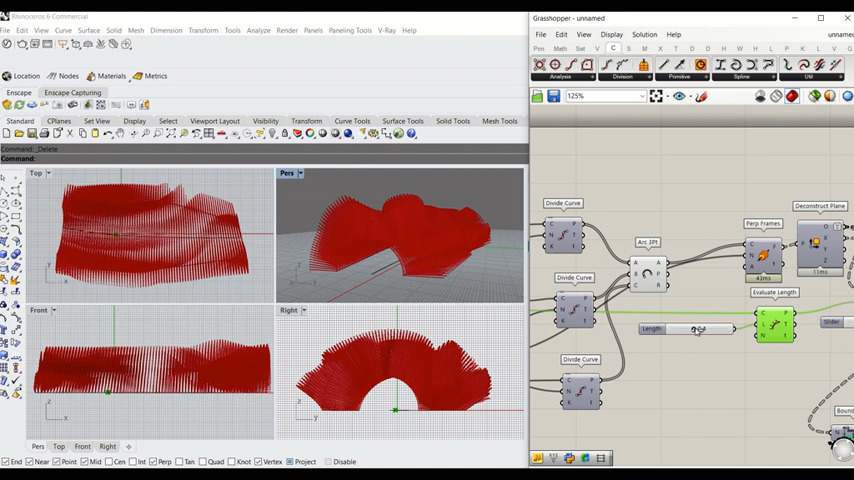 Rhinoceros 6 Commercial
File Edit View Curve Surface Solid Mesh Dimension Transform Tools Analyze Render Panels Paneling Tools V-Ray Help
Location Nodes Materials Metrics
Enscape Enscape Capturing
Standard CPlanes Set View Display Select Viewport Layout Visibility Transform Curve Tools Surface Tools Solid Tools Mesh Tools
Command: _Delete
Command:
Top
Pers
Front
Right
Pers Top Front Right
End Near Point Mid Cen Int Perp Tan Quad Knot Vertex Project Disable
Grasshopper - unnamed
File Edit View Display Solution Help unnamed
Prm Math Set V C S M X T D D V K L H P L P
Analysis Division Primitive Spline Util
125%
Divide Curve
C P
N T
K t
Arc 3Pt
A A
B P
C R
Perp Frames
C F
N
A t
43ms
Deconstruct Plane
P
O
X
Y
Z
11ms
Divide Curve
C P
N T
K t
Length
Evaluate Length
C P
L T
N t
Slider
Divide Curve
C P
N T
K t
Bound